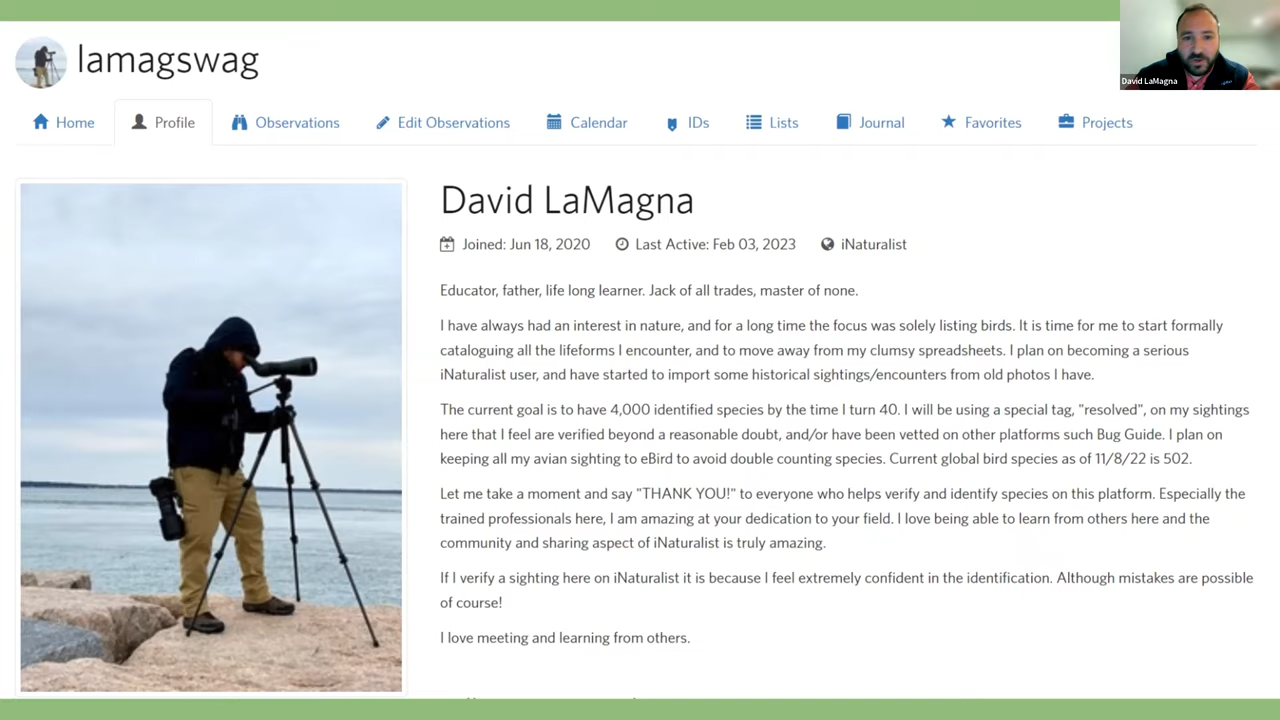 lamagswag
David LaMagna
Home
Profile
Observations
Edit Observations
Calendar
IDs
Lists
Journal
Favorites
Projects
David LaMagna
Joined: Jun 18, 2020
Last Active: Feb 03, 2023
iNaturalist
Educator, father, life long learner. Jack of all trades, master of none.
I have always had an interest in nature, and for a long time the focus was solely listing birds. It is time for me to start formally
cataloguing all the lifeforms I encounter, and to move away from my clumsy spreadsheets. I plan on becoming a serious
iNaturalist user, and have started to import some historical sightings/encounters from old photos I have.
The current goal is to have 4,000 identified species by the time I turn 40. I will be using a special tag, "resolved", on my sightings
here that I feel are verified beyond a reasonable doubt, and/or have been vetted on other platforms such Bug Guide. I plan on
keeping all my avian sighting to eBird to avoid double counting species. Current global bird species as of 11/8/22 is 502.
Let me take a moment and say "THANK YOU!" to everyone who helps verify and identify species on this platform. Especially the
trained professionals here, I am amazing at your dedication to your field. I love being able to learn from others here and the
community and sharing aspect of iNaturalist is truly amazing.
If I verify a sighting here on iNaturalist it is because I feel extremely confident in the identification. Although mistakes are possible
of course!
I love meeting and learning from others.